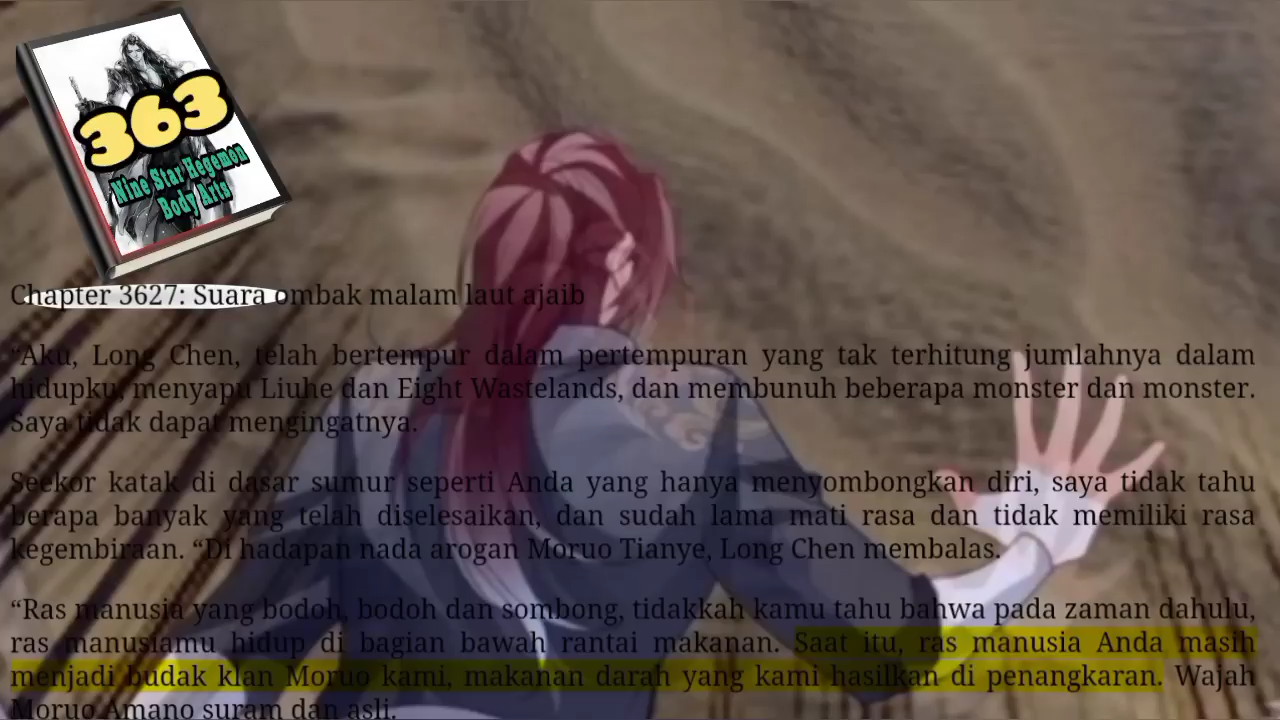 363
Nine Star Hegemon
Body Arts
Chapter 3627: Suara ombak malam laut ajaib
“Aku, Long Chen, telah bertempur dalam pertempuran yang tak terhitung jumlahnya dalam
hidupku, menyapu Liuhe dan Eight Wastelands, dan membunuh beberapa monster dan monster.
Saya tidak dapat mengingatnya.
Seekor katak di dasar sumur seperti Anda yang hanya menyombongkan diri, saya tidak tahu
berapa banyak yang telah diselesaikan, dan sudah lama mati rasa dan tidak memiliki rasa
kegembiraan. “Di hadapan nada arogan Moruo Tianye, Long Chen membalas.
“Ras manusia yang bodoh, bodoh dan sombong, tidakkah kamu tahu bahwa pada zaman dahulu,
ras manusiamu hidup di bagian bawah rantai makanan. Saat itu, ras manusia Anda masih
menjadi budak klan Moruo kami, makanan darah yang kami hasilkan di penangkaran. Wajah
Moruo Amano suram dan asli.